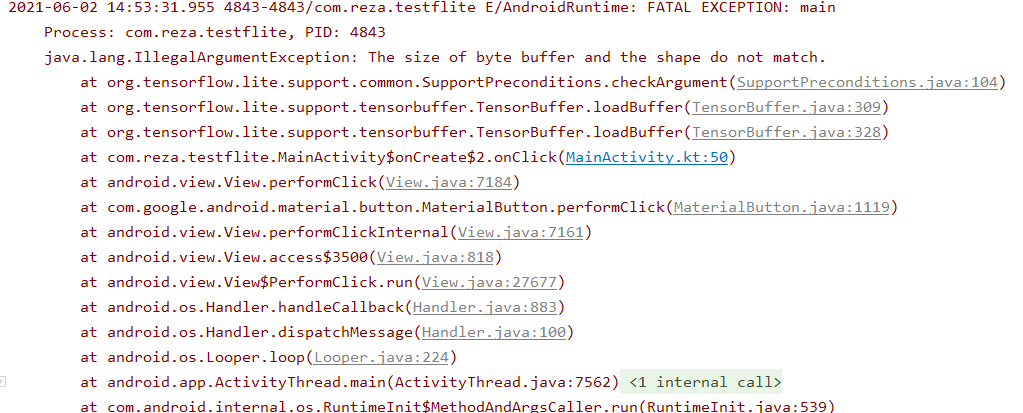 2021-06-02 14:53:31.955 4843-4843/com.reza.testflite E/AndroidRuntime: FATAL EXCEPTION: main
Process: com.reza.testflite, PID: 4843
java.lang.IllegalArgumentException: The size of byte buffer and the shape do not match.
at org.tensorflow.lite.support.common.SupportPreconditions.checkArgument(SupportPreconditions.java:104)
at org.tensorflow.lite.support.tensorbuffer.TensorBuffer.loadBuffer(TensorBuffer.java:309)
at org.tensorflow.lite.support.tensorbuffer.TensorBuffer.loadBuffer(TensorBuffer.java:328)
at com.reza.testflite.MainActivity$onCreate$2.onClick(MainActivity.kt:50)
at android.view.View.performClick(View.java:7184)
at com.google.android.material.button.MaterialButton.performClick(MaterialButton.java:1119)
at android.view.View.performClickInternal(View.java:7161)
at android.view.View.access$3500(View.java:818)
at android.view.View$PerformClick.run(View.java:27677)
at android.os.Handler.handleCallback(Handler.java:883)
at android.os.Handler.dispatchMessage(Handler.java:100)
at android.os.Looper.loop(Looper.java:224)
at android.app.ActivityThread.main(ActivityThread.java:7562) <1 internal call>
at com.android.internal.os.RuntimeInit$MethodAndArgsCaller.run(RuntimeInit.java:539)